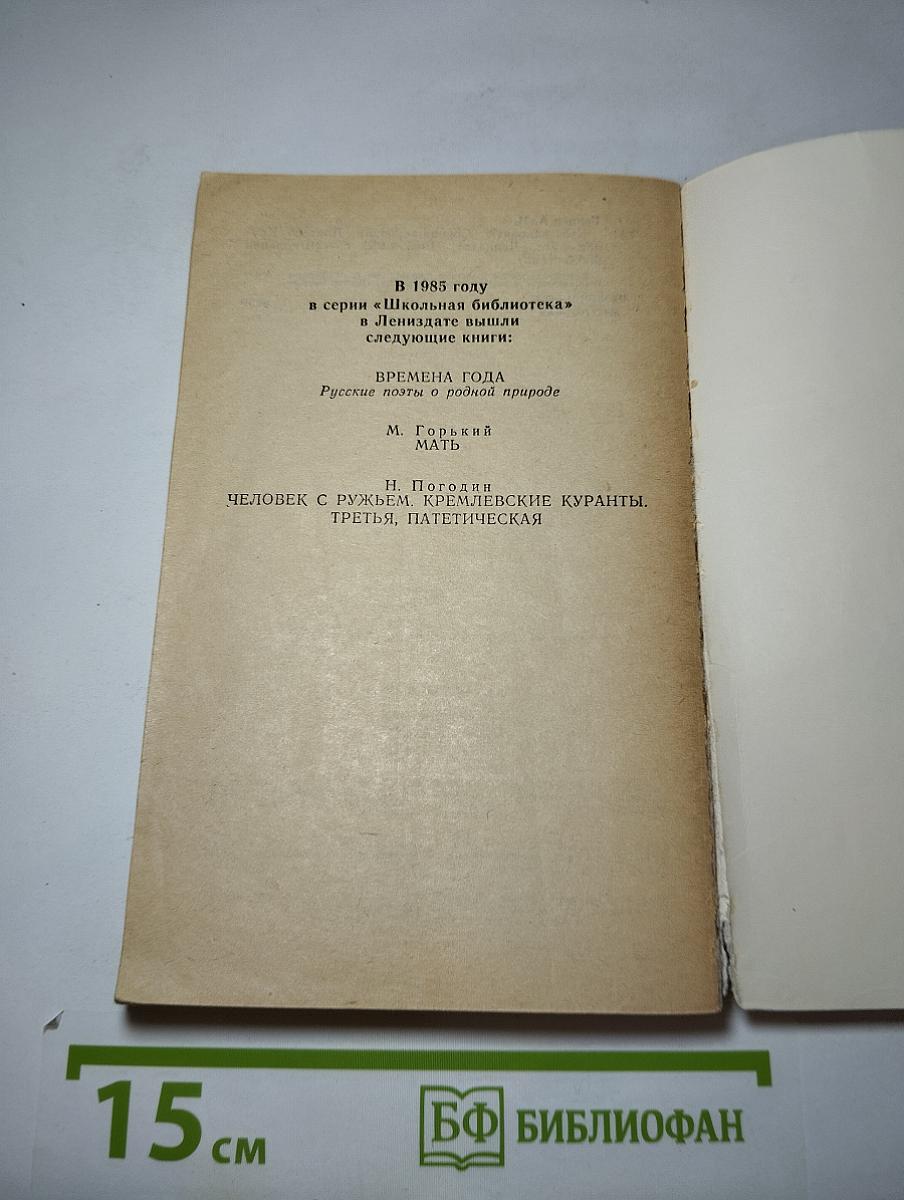 В 1985 году
в серии «Школьная библиотека»
в Лениздате вышли
следующие книги:
ВРЕМЕНА ГОДА
Русские поэты о родной природе
М. Горький
МАТЬ
Н. Погодин
ЧЕЛОВЕК С РУЖЬЕМ. КРЕМЛЕВСКИЕ КУРАНТЫ.
ТРЕТЬЯ, ПАТЕТИЧЕСКАЯ
15 см
БФ БИБЛИОФАН